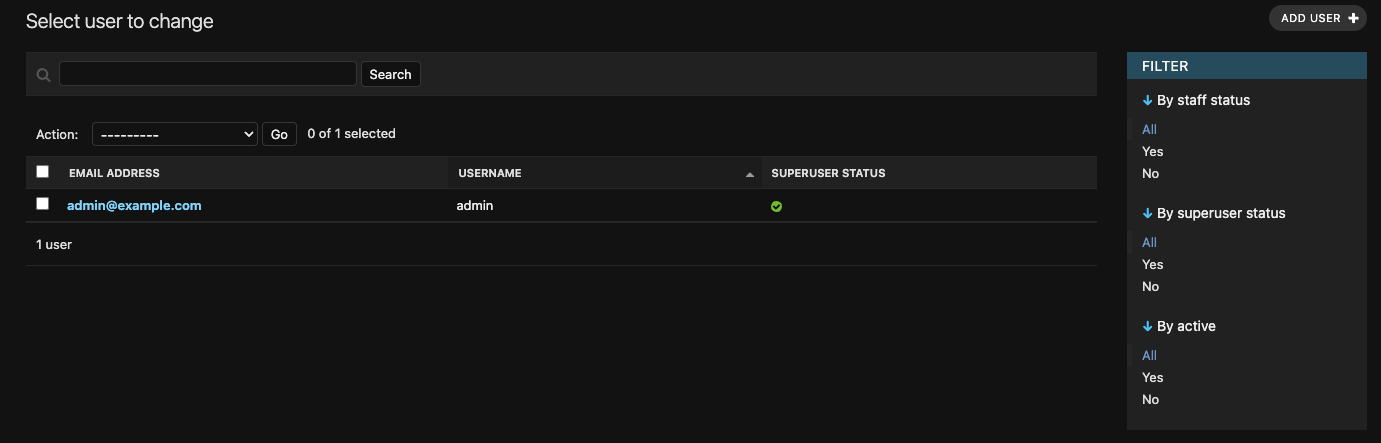 Select user to change
ADD USER
Search
Action: --------- Go 0 of 1 selected
EMAIL ADDRESS USERNAME SUPERUSER STATUS
admin@example.com admin
1 user
FILTER
By staff status
All
Yes
No
By superuser status
All
Yes
No
By active
All
Yes
No